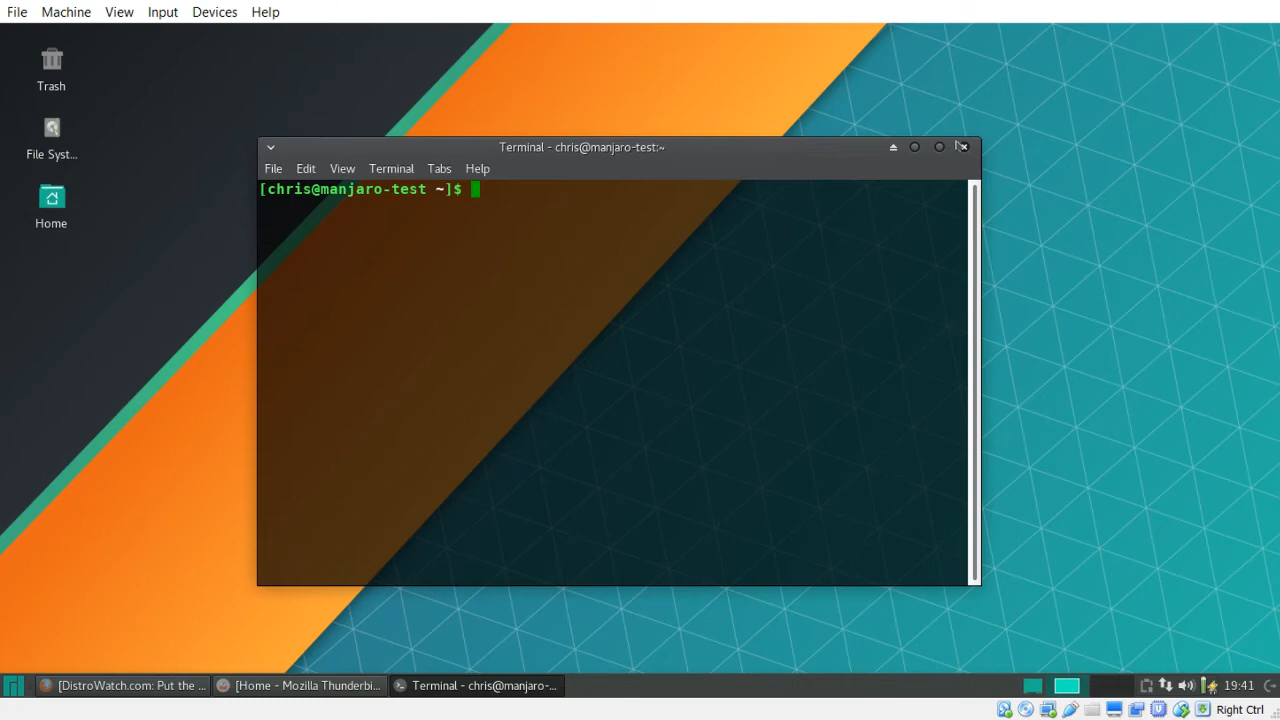 File Machine View Input Devices Help
Trash
File Syst...
Home
Terminal - chris@manjaro-test:~
File Edit View Terminal Tabs Help
[chris@manjaro-test ~]$
[DistroWatch.com: Put the ...
[Home - Mozilla Thunderbi...
Terminal - chris@manjaro-...
19:41
Right Ctrl